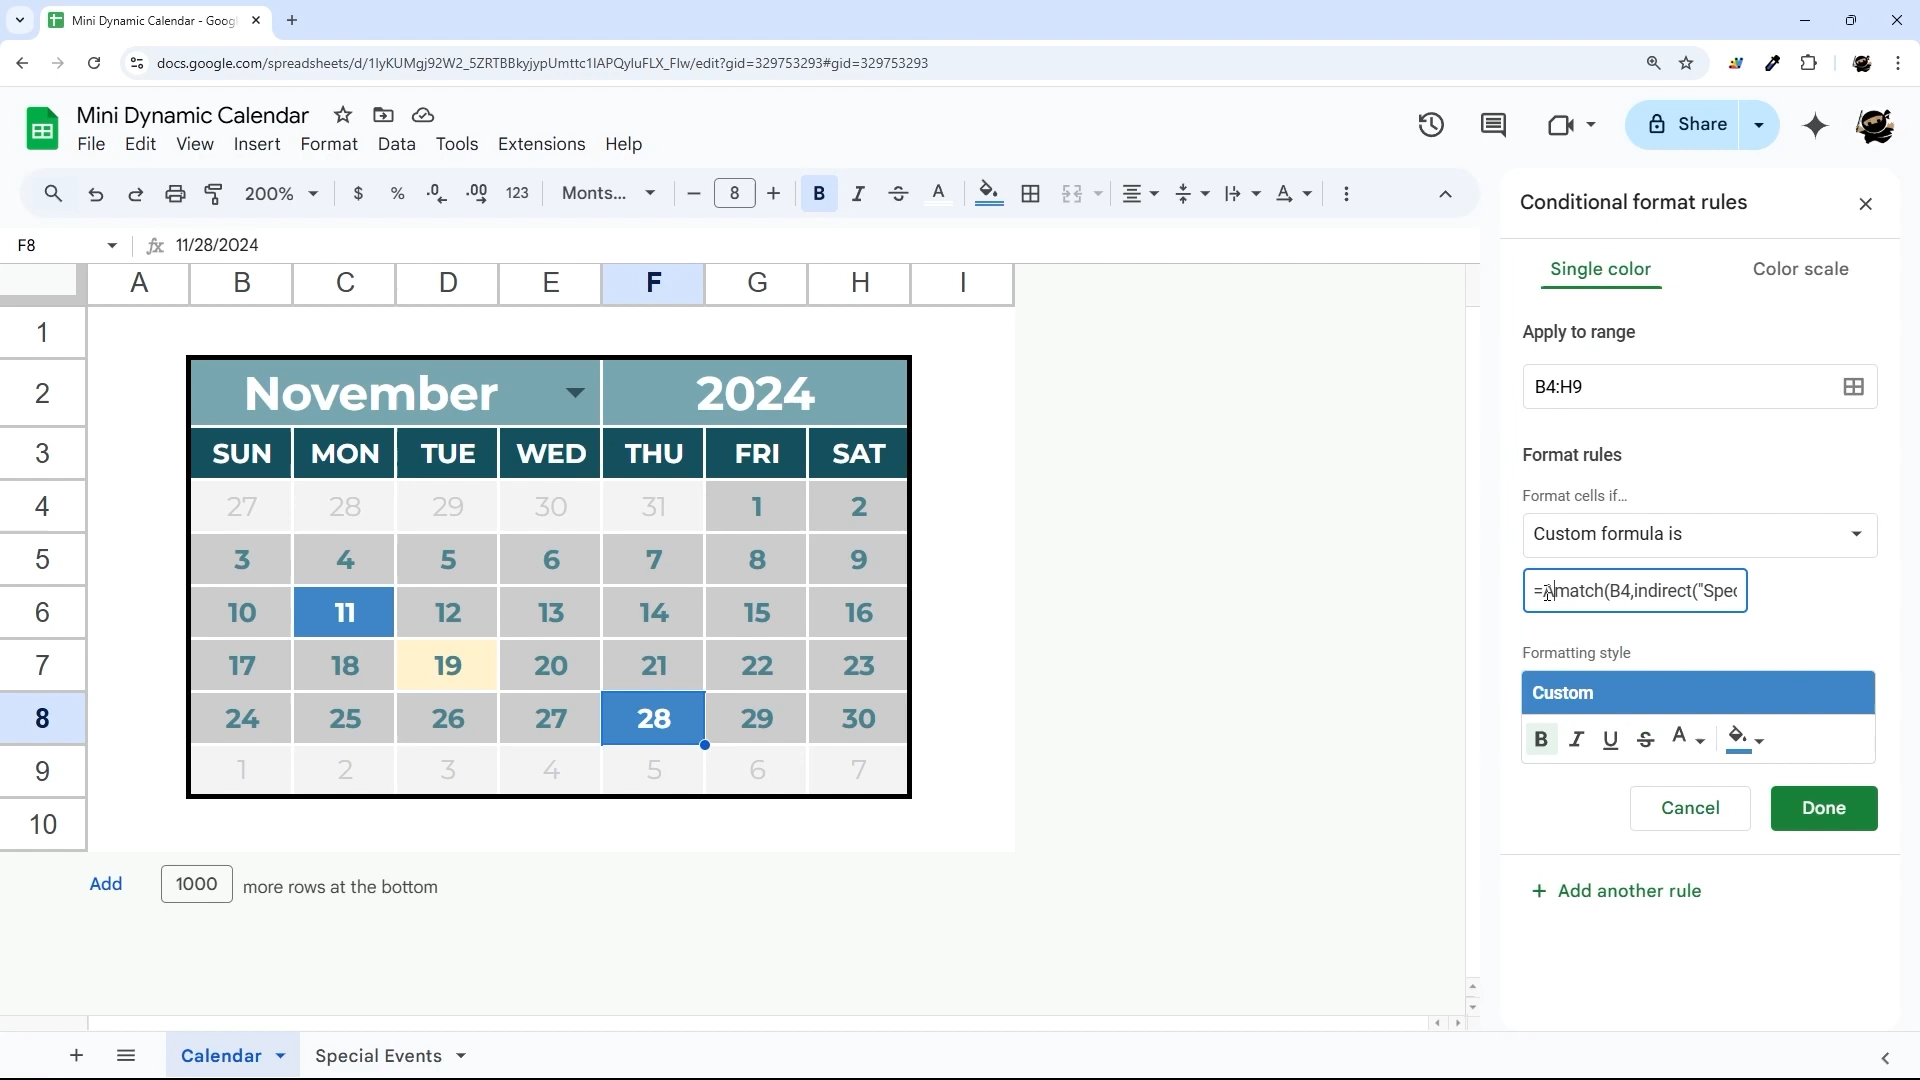 Mini Dynamic Calendar - Goog
docs.google.com/spreadsheets/d/1IyKUMgj92W2_5ZRTBBkyjypUmttc1IAPQyIuFLX_FIw/edit?gid=329753293#gid=329753293
Mini Dynamic Calendar
File Edit View Insert Format Data Tools Extensions Help
Share
200% $ % .0 .00 123 Monts... 8 B I S A
F8 fx 11/28/2024
A B C D E F G H I
1
2 November 2024
3 SUN MON TUE WED THU FRI SAT
4 27 28 29 30 31 1 2
5 3 4 5 6 7 8 9
6 10 11 12 13 14 15 16
7 17 18 19 20 21 22 23
8 24 25 26 27 28 29 30
9 1 2 3 4 5 6 7
10
Add 1000 more rows at the bottom
Calendar Special Events
Conditional format rules
Single color Color scale
Apply to range
B4:H9
Format rules
Format cells if...
Custom formula is
=Amatch(B4,indirect("Spec
Formatting style
Custom
B I U S A
Cancel Done
+ Add another rule